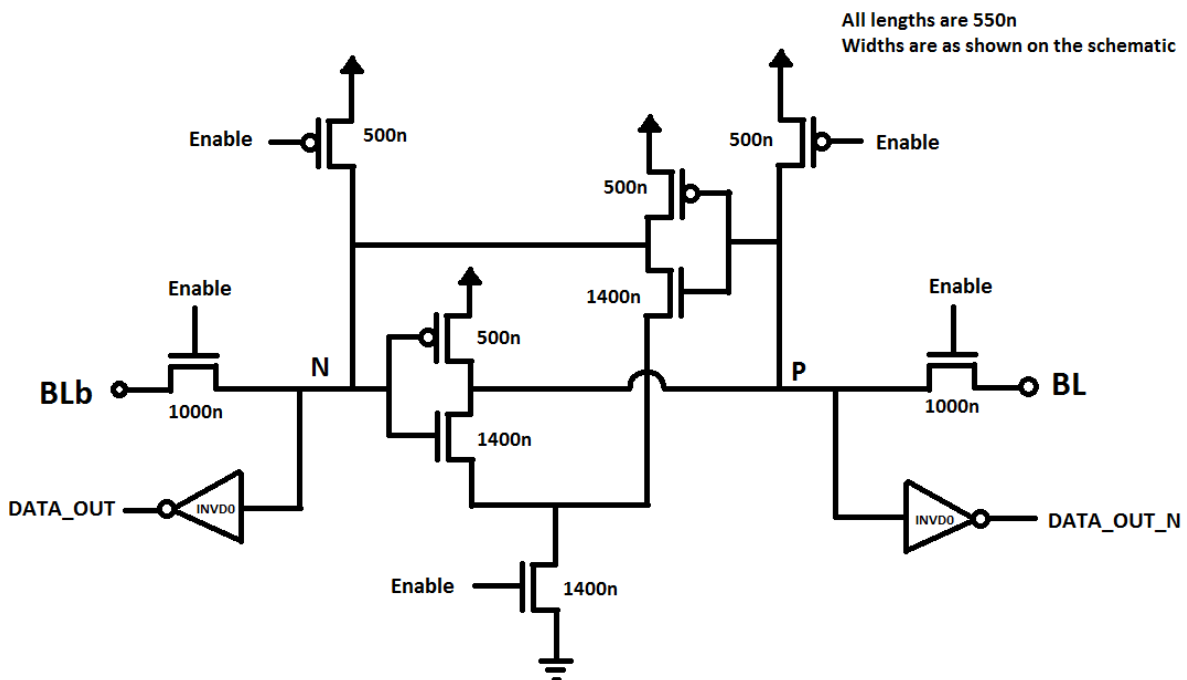 All lengths are 550n
Widths are as shown on the schematic
Enable
500n
500n
Enable
500n
1400n
Enable
Enable
500n
N
P
BLb
BL
1000n
1000n
1400n
DATA_OUT
INVD0
INVD0
DATA_OUT_N
Enable
1400n